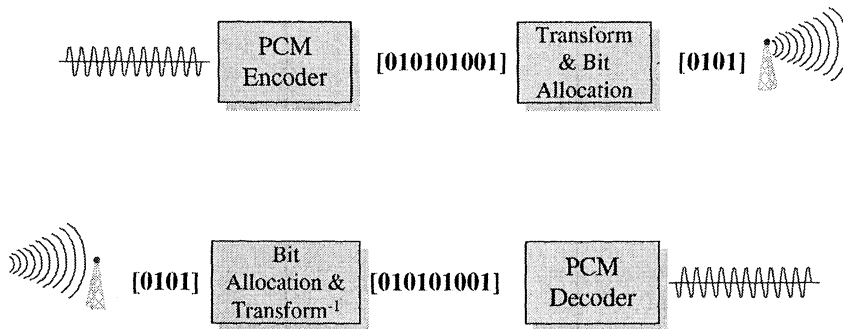 PCM
Encoder
[010101001]
Transform
& Bit
Allocation
[0101]
[0101]
Bit
Allocation &
Transform⁻¹
[010101001]
PCM
Decoder